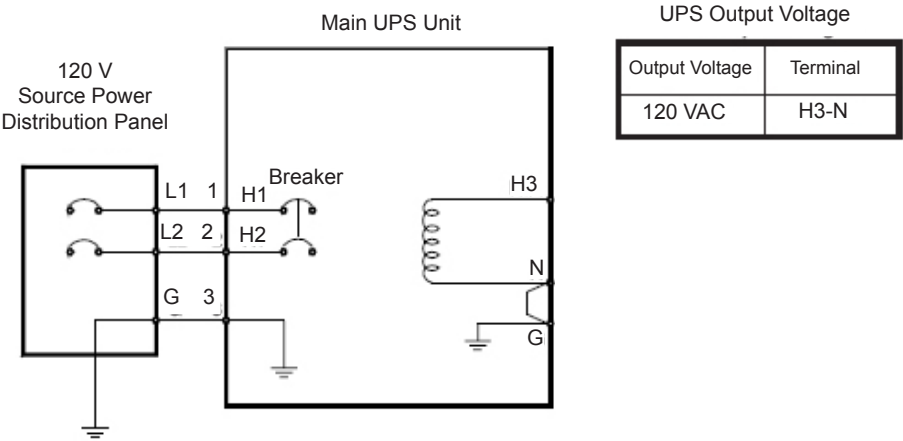 Main UPS Unit
UPS Output Voltage
Output Voltage Terminal
120 VAC H3-N
120 V
Source Power
Distribution Panel
L1 1 H1 Breaker
L2 2 H2
G 3
H3
N
G